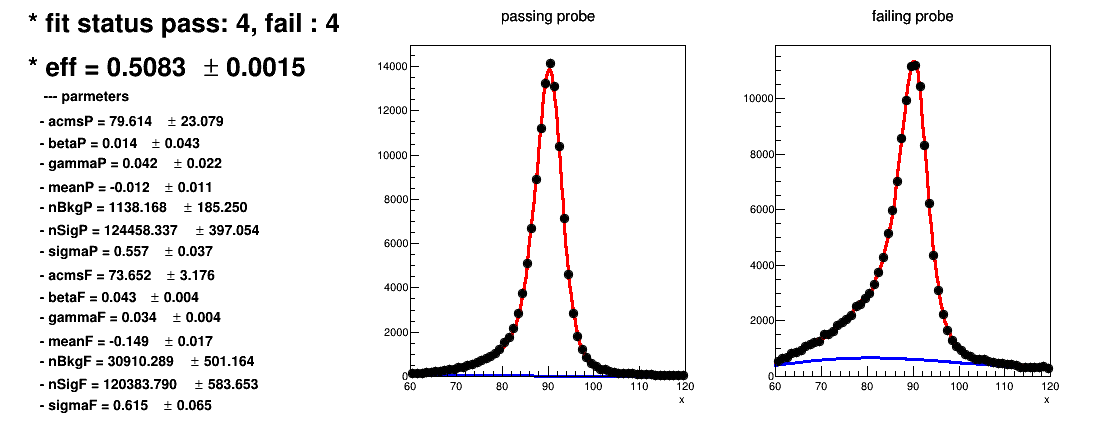 * fit status pass: 4, fail : 4
* eff = 0.5083 ± 0.0015
--- parmeters
- acmsP = 79.614 ± 23.079
- betaP = 0.014 ± 0.043
- gammaP = 0.042 ± 0.022
- meanP = -0.012 ± 0.011
- nBkgP = 1138.168 ± 185.250
- nSigP = 124458.337 ± 397.054
- sigmaP = 0.557 ± 0.037
- acmsF = 73.652 ± 3.176
- betaF = 0.043 ± 0.004
- gammaF = 0.034 ± 0.004
- meanF = -0.149 ± 0.017
- nBkgF = 30910.289 ± 501.164
- nSigF = 120383.790 ± 583.653
- sigmaF = 0.615 ± 0.065
passing probe
14000
12000
10000
8000
6000
4000
2000
0
60 70 80 90 100 110 120
x
failing probe
10000
8000
6000
4000
2000
0
60 70 80 90 100 110 120
x